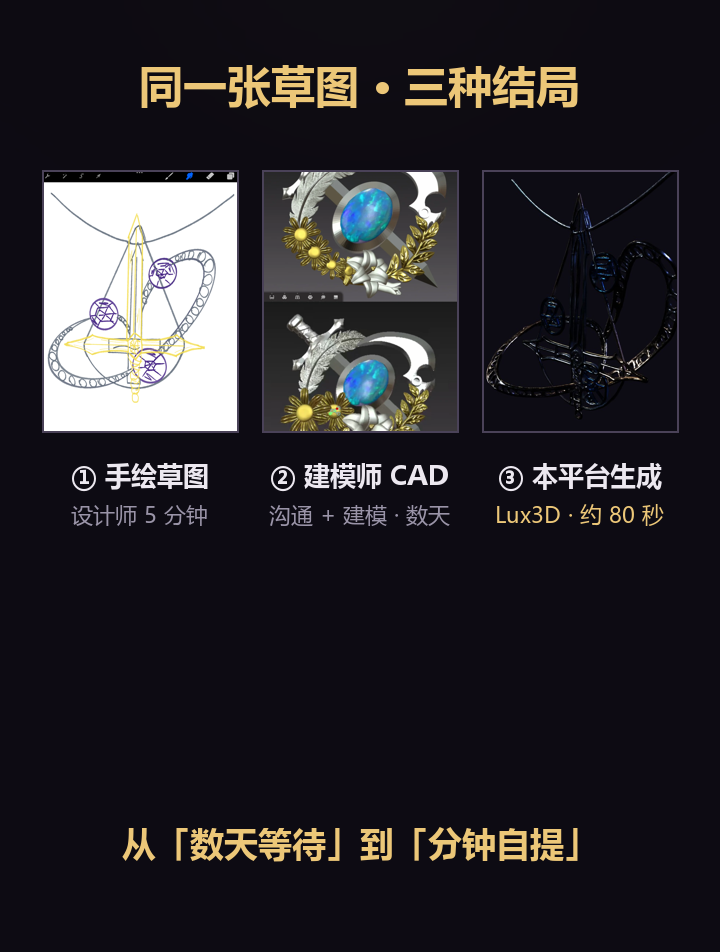 同一张草图·三种结局
① 手绘草图
设计师 5 分钟
② 建模师 CAD
沟通 + 建模 · 数天
③ 本平台生成
Lux3D · 约 80 秒
从「数天等待」到「分钟自提」